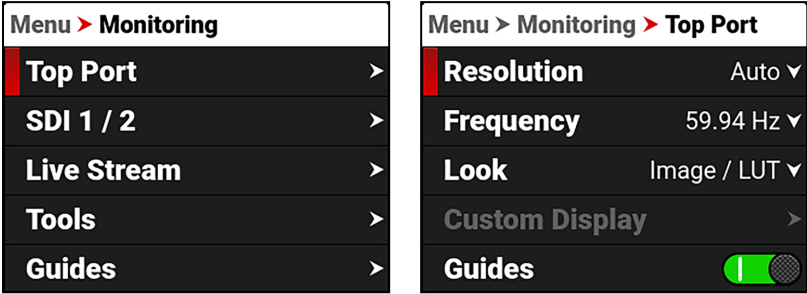 Menu > Monitoring
Top Port
SDI 1 / 2
Live Stream
Tools
Guides
Menu > Monitoring > Top Port
Resolution Auto
Frequency 59.94 Hz
Look Image / LUT
Custom Display
Guides